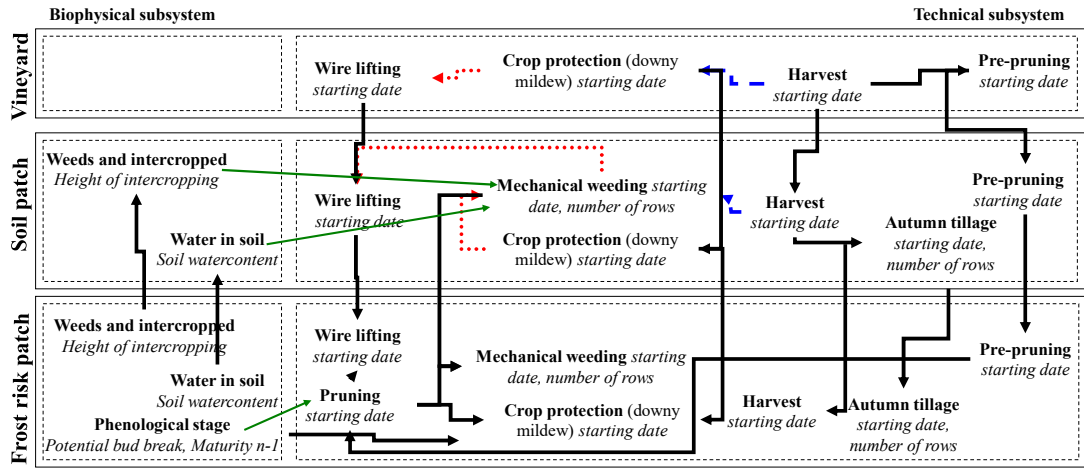 Biophysical subsystem
Technical subsystem
Vineyard
Wire lifting
starting date
Crop protection (downy
mildew) starting date
Harvest
starting date
Pre-pruning
starting date
Soil patch
Weeds and intercropped
Height of intercropping
Water in soil
Soil watercontent
Wire lifting
starting date
Mechanical weeding starting
date, number of rows
Crop protection (downy
mildew) starting date
Harvest
starting date
Autumn tillage
starting date,
number of rows
Pre-pruning
starting date
Frost risk patch
Weeds and intercropped
Height of intercropping
Water in soil
Soil watercontent
Phenological stage
Potential bud break, Maturity n-1
Wire lifting
starting date
Pruning
starting date
Mechanical weeding starting
date, number of rows
Crop protection (downy
mildew) starting date
Harvest
starting date
Autumn tillage
starting date,
number of rows
Pre-pruning
starting date